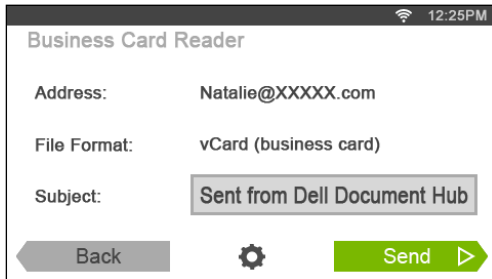 12:25PM
Business Card Reader
Address: Natalie@XXXXX.com
File Format: vCard (business card)
Subject: Sent from Dell Document Hub
Back Send